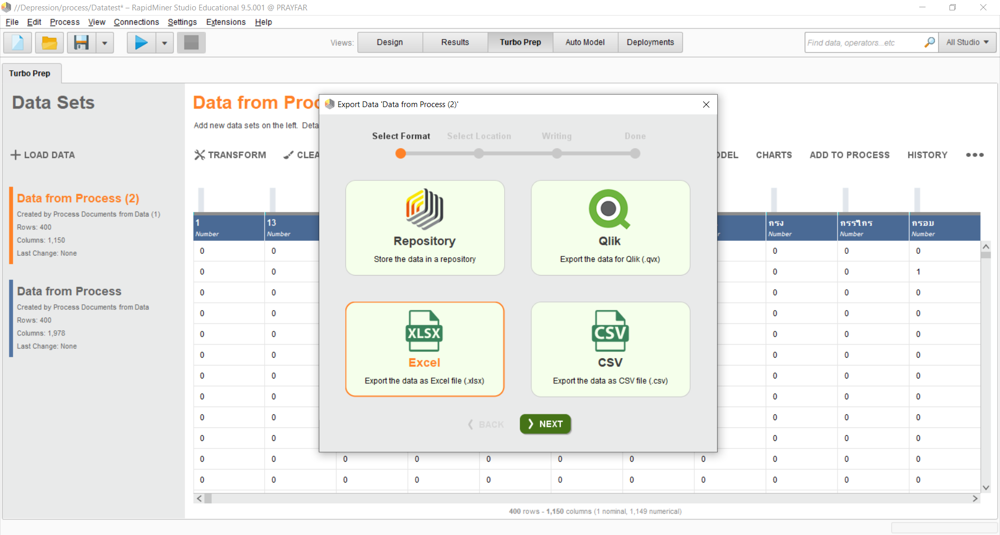 //Depression/process/Datatest* – RapidMiner Studio Educational 9.5.001 @ PRAYFAR
File Edit Process View Connections Settings Extensions Help
Views: Design Results Turbo Prep Auto Model Deployments
Find data, operators...etc All Studio
Turbo Prep
Data Sets
LOAD DATA
Data from Process (2)
Created by Process Documents from Data (1)
Rows: 400
Columns: 1,150
Last Change: None
Data from Process
Created by Process Documents from Data
Rows: 400
Columns: 1,978
Last Change: None
Data from Proc
Add new data sets on the left. Deta
TRANSFORM CLEA ODEL CHARTS ADD TO PROCESS HISTORY
Export Data 'Data from Process (2)'
Select Format Select Location Writing Done
Repository
Store the data in a repository
Qlik
Export the data for Qlik (.qvx)
XLSX
Excel
Export the data as Excel file (.xlsx)
CSV
CSV
Export the data as CSV file (.csv)
BACK NEXT
1 13 กรง กรรไกร กรอบ
Number Number r Number Number Number
0 0 0 0 0
0 0 0 0 1
0 0 0 0 0
0 0 0 0 0
0 0 0 0 0
0 0 0 0 0
0 0 0 0 0
0 0 0 0 0
0 0 0 0 0
0 0 0 0 0
0 0 0 0 0 0 0 0 0 0 0
0 0 0 0 0 0 0 0 0 0 0
400 rows - 1,150 columns (1 nominal, 1,149 numerical)